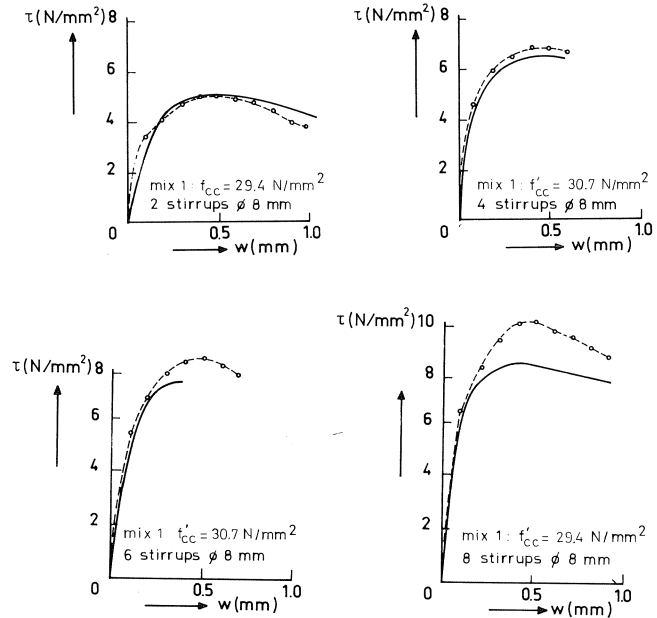 τ(N/mm²) 8
6
4
2
0
0.5
1.0
w(mm)
mix 1 : fcc = 29.4 N/mm²
2 stirrups ø 8 mm
τ(N/mm²) 8
6
4
2
0
0.5
1.0
w(mm)
mix 1 : f'cc = 30.7 N/mm²
4 stirrups ø 8 mm
τ(N/mm²) 8
6
4
2
0
0.5
1.0
w(mm)
mix 1 f'cc = 30.7 N/mm²
6 stirrups ø 8 mm
τ(N/mm²) 10
8
6
4
2
0
0.5
1.0
w(mm)
mix 1 : f'cc = 29.4 N/mm²
8 stirrups ø 8 mm